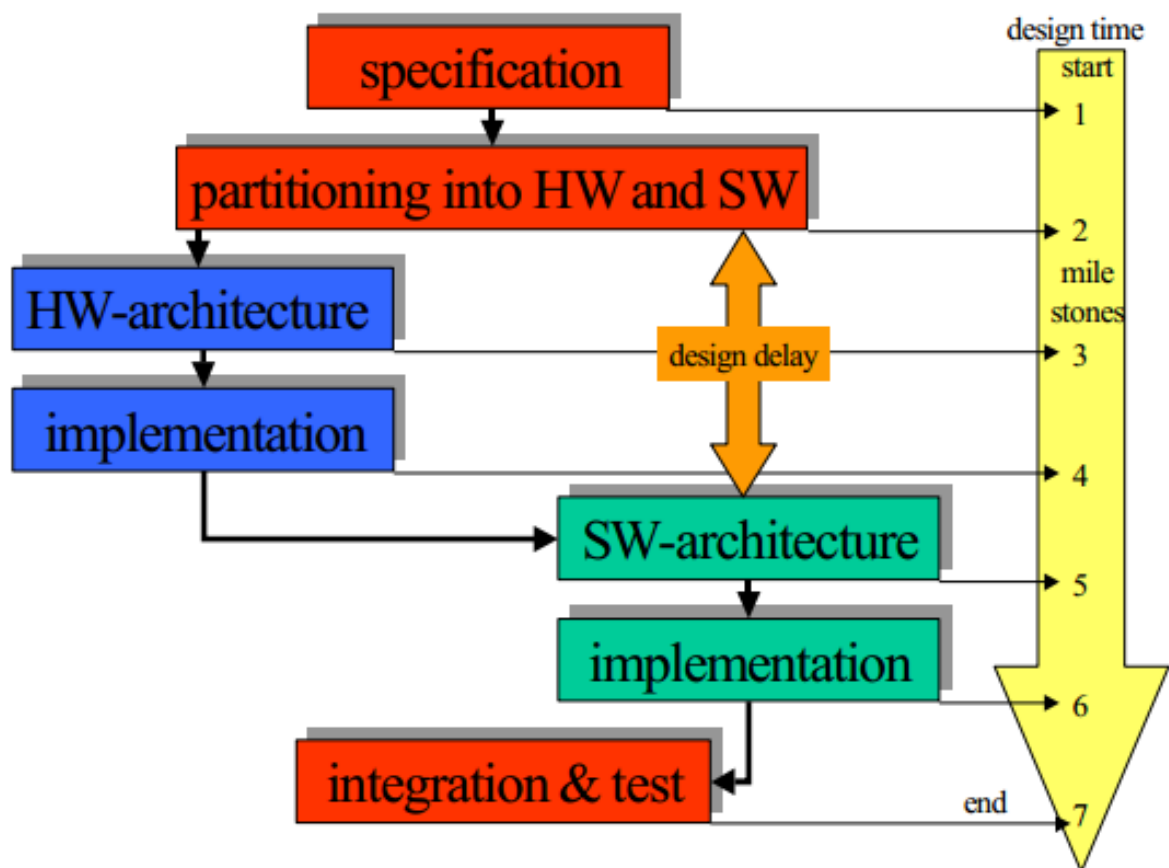 design time
start
specification
1
partitioning into HW and SW
2
mile
stones
HW-architecture
design delay
3
implementation
4
SW-architecture
5
implementation
6
integration & test
end
7